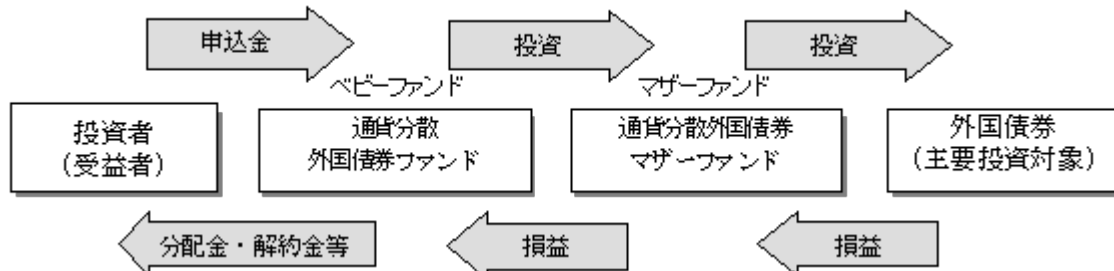 申込金
投資
投資
ベビーファンド
マザーファンド
投資者
（受益者）
通貨分散
外国債券ファンド
通貨分散外国債券
マザーファンド
外国債券
（主要投資対象）
分配金・解約金等
損益
損益